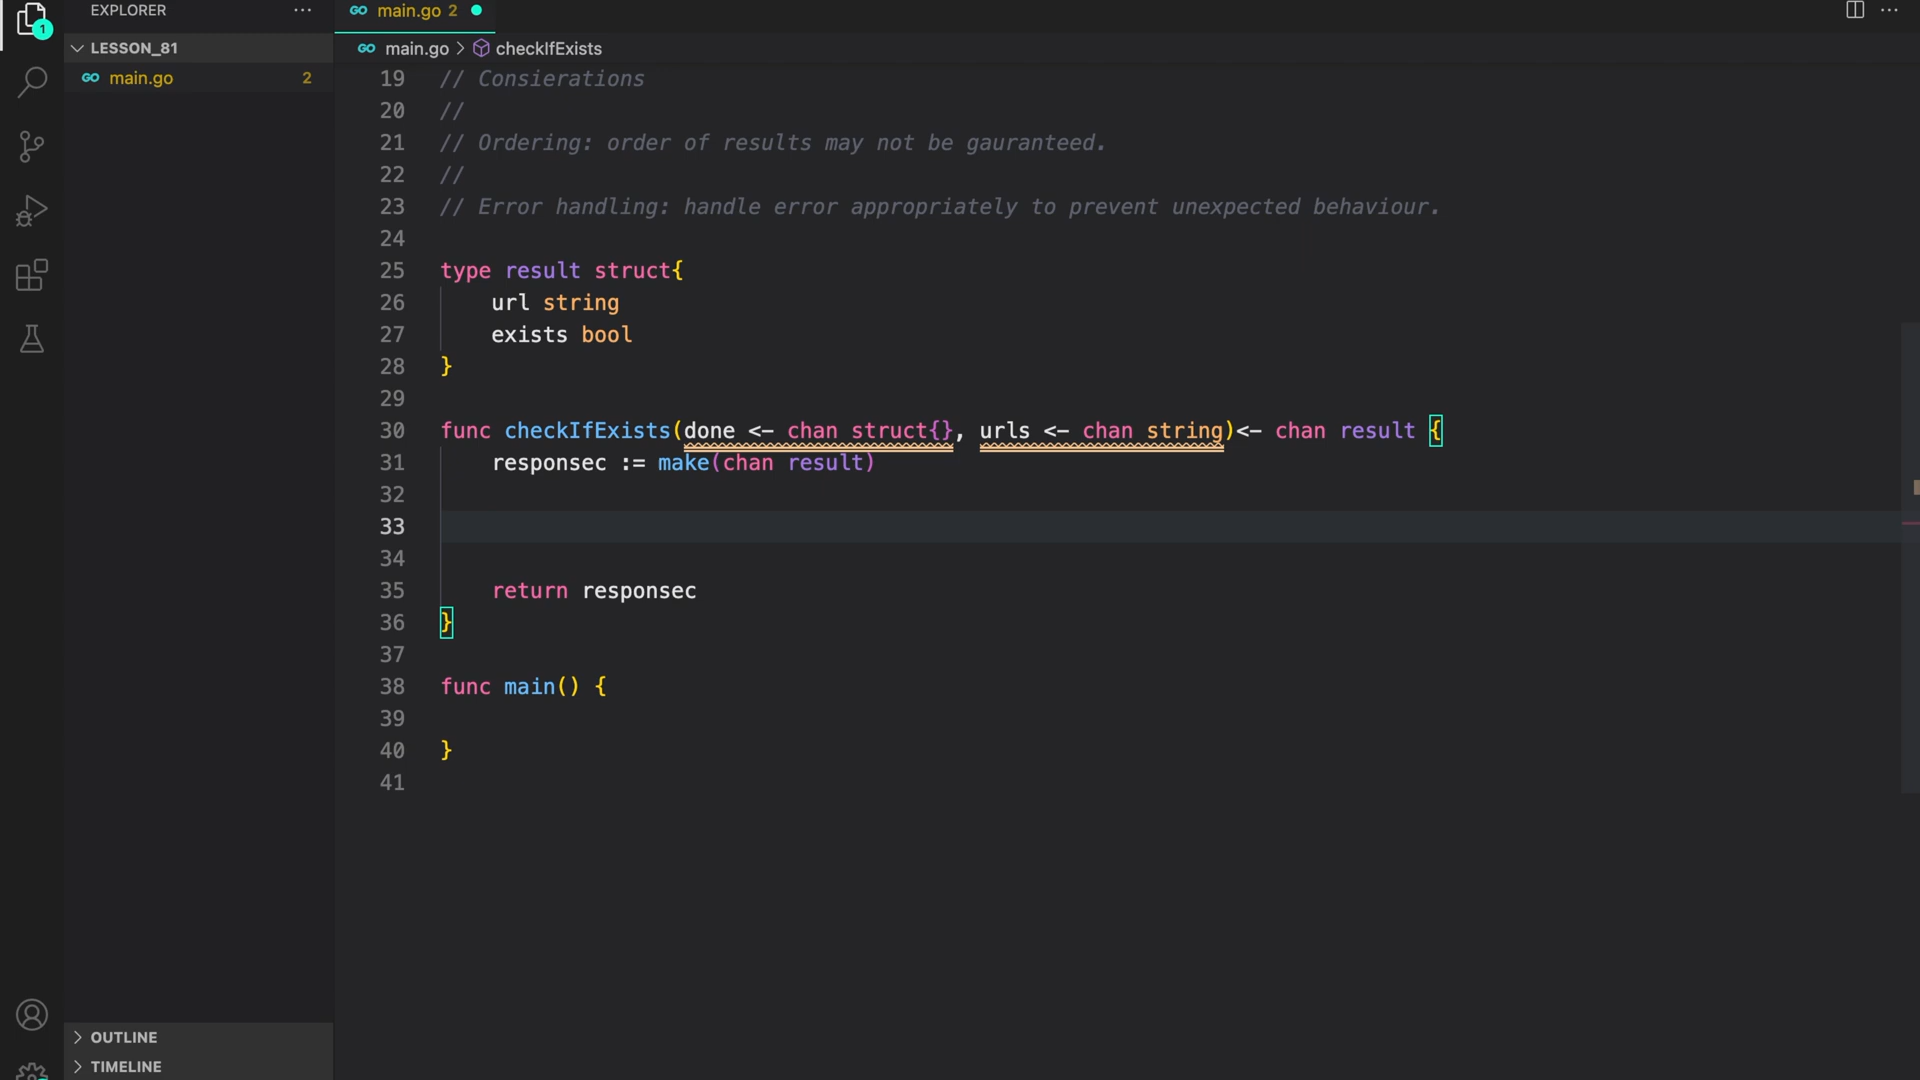 EXPLORER
LESSON_81
main.go 2
OUTLINE
TIMELINE
1
main.go 2
main.go > checkIfExists
19 // Consierations
20 //
21 // Ordering: order of results may not be gauranteed.
22 //
23 // Error handling: handle error appropriately to prevent unexpected behaviour.
24
25 type result struct{
26 url string
27 exists bool
28 }
29
30 func checkIfExists(done <- chan struct{}, urls <- chan string)<- chan result {
31 responsec := make(chan result)
32
33
34
35 return responsec
36 }
37
38 func main() {
39
40 }
41